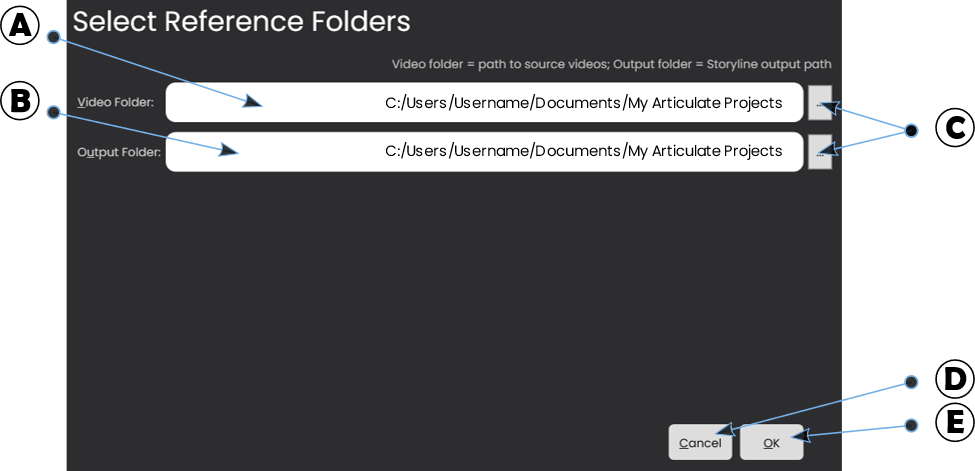 A
Select Reference Folders
Video folder = path to source videos; Output folder = Storyline output path
B
Video Folder:
C:/Users/Username/Documents/My Articulate Projects
...
C
Output Folder:
C:/Users/Username/Documents/My Articulate Projects
...
D
E
Cancel
OK